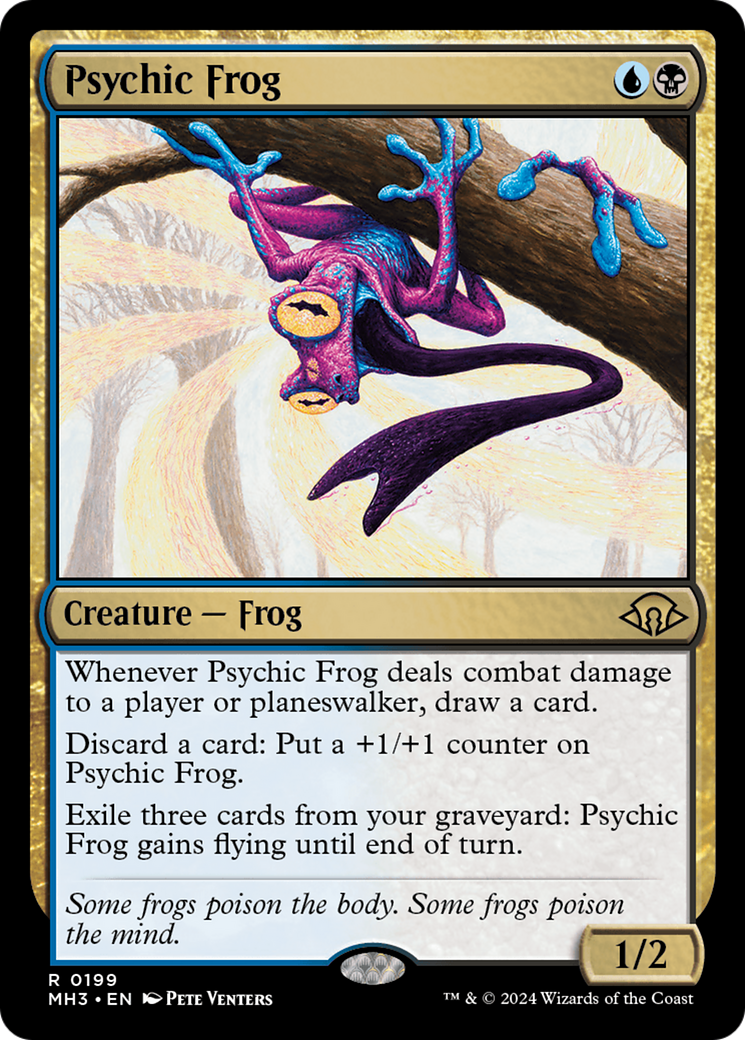 Psychic Frog
Creature — Frog
Whenever Psychic Frog deals combat damage
to a player or planeswalker, draw a card.
Discard a card: Put a +1/+1 counter on
Psychic Frog.
Exile three cards from your graveyard: Psychic
Frog gains flying until end of turn.
Some frogs poison the body. Some frogs poison
the mind.
1/2
R 0199
MH3 • EN Pete Venters
™ & © 2024 Wizards of the Coast